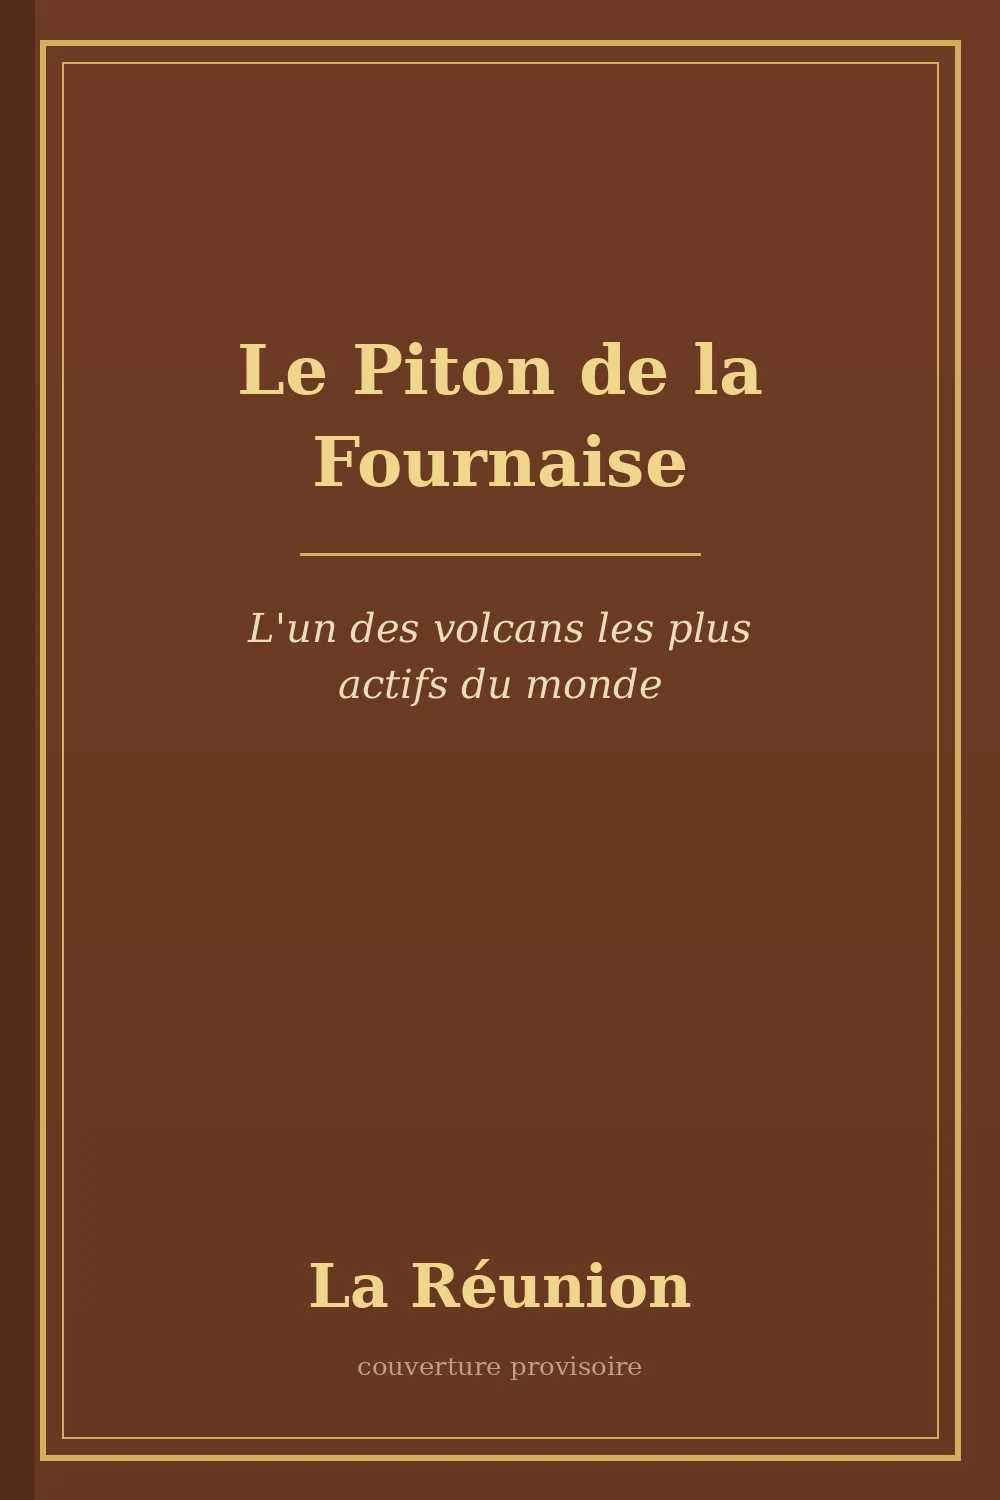 Le Piton de la
Fournaise
L'un des volcans les plus
actifs du monde
La Réunion
couverture provisoire